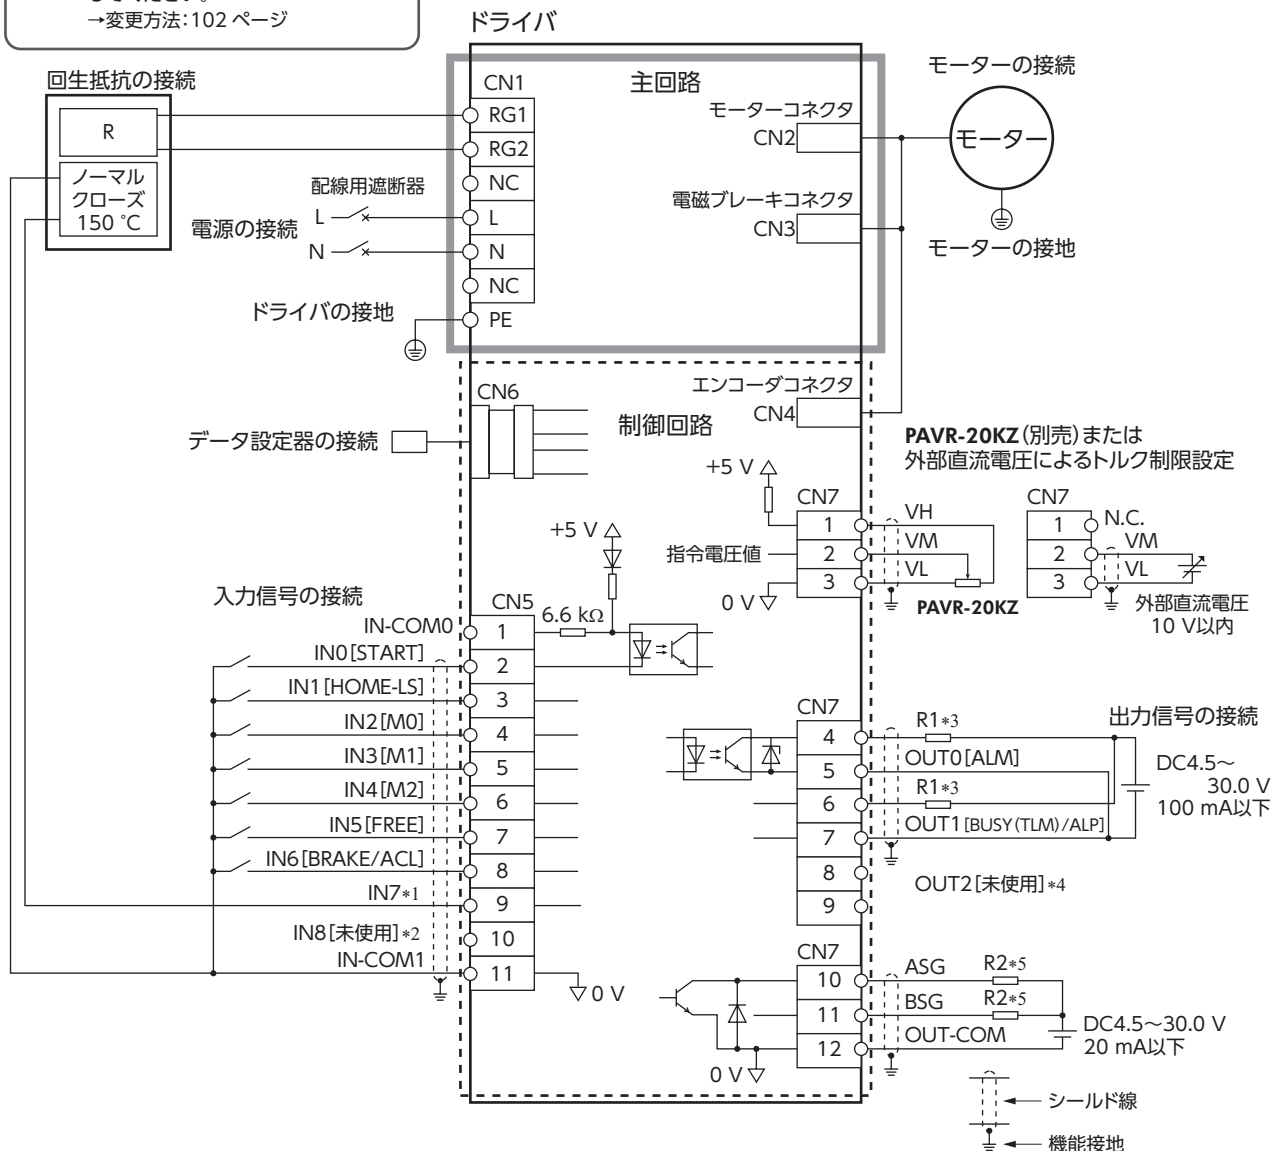 →変更方法：102 ページ
ドライバ
回生抵抗の接続
R
ノーマル
クローズ
150 ℃
配線用遮断器
電源の接続
L
N
ドライバの接地
CN1
RG1
RG2
NC
L
N
NC
PE
主回路
モーターコネクタ
CN2
電磁ブレーキコネクタ
CN3
モーターの接続
モーター
モーターの接地
CN6
データ設定器の接続
制御回路
エンコーダコネクタ
CN4
PAVR-20KZ（別売）または
外部直流電圧によるトルク制限設定
+5 V
CN7
指令電圧値
0 V
1
2
3
VH
VM
VL
PAVR-20KZ
CN7
1
2
3
N.C.
VM
VL
外部直流電圧
10 V以内
+5 V
6.6 kΩ
入力信号の接続
CN5
IN-COM0
1
IN0［START］
2
IN1［HOME-LS］
3
IN2［M0］
4
IN3［M1］
5
IN4［M2］
6
IN5［FREE］
7
IN6［BRAKE/ACL］
8
IN7*1
9
IN8［未使用］*2
10
IN-COM1
11
0 V
CN7
出力信号の接続
4
R1*3
5
OUT0［ALM］
6
R1*3
7
OUT1［BUSY（TLM）/ALP］
8
OUT2［未使用］*4
9
DC4.5～
30.0 V
100 mA以下
CN7
10
ASG
R2*5
11
BSG
R2*5
12
OUT-COM
0 V
DC4.5～30.0 V
20 mA以下
シールド線
機能接地